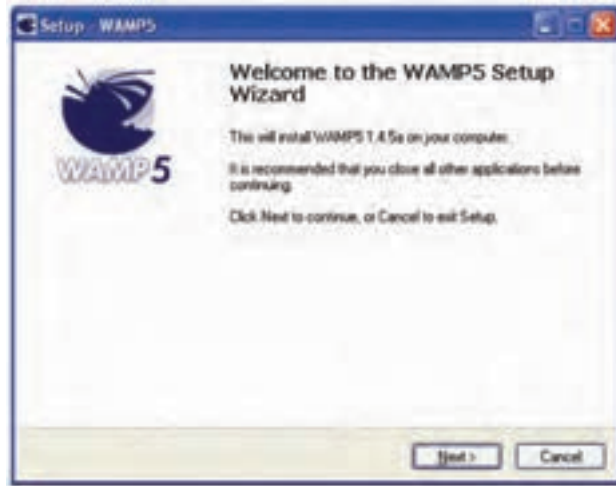 Setup - WAMP5
Welcome to the WAMP5 Setup
Wizard
This will install WAMP5 1.4.5a on your computer.
It is recommended that you close all other applications before
continuing.
Click Next to continue, or Cancel to exit Setup.
WAMP5
Next >
Cancel